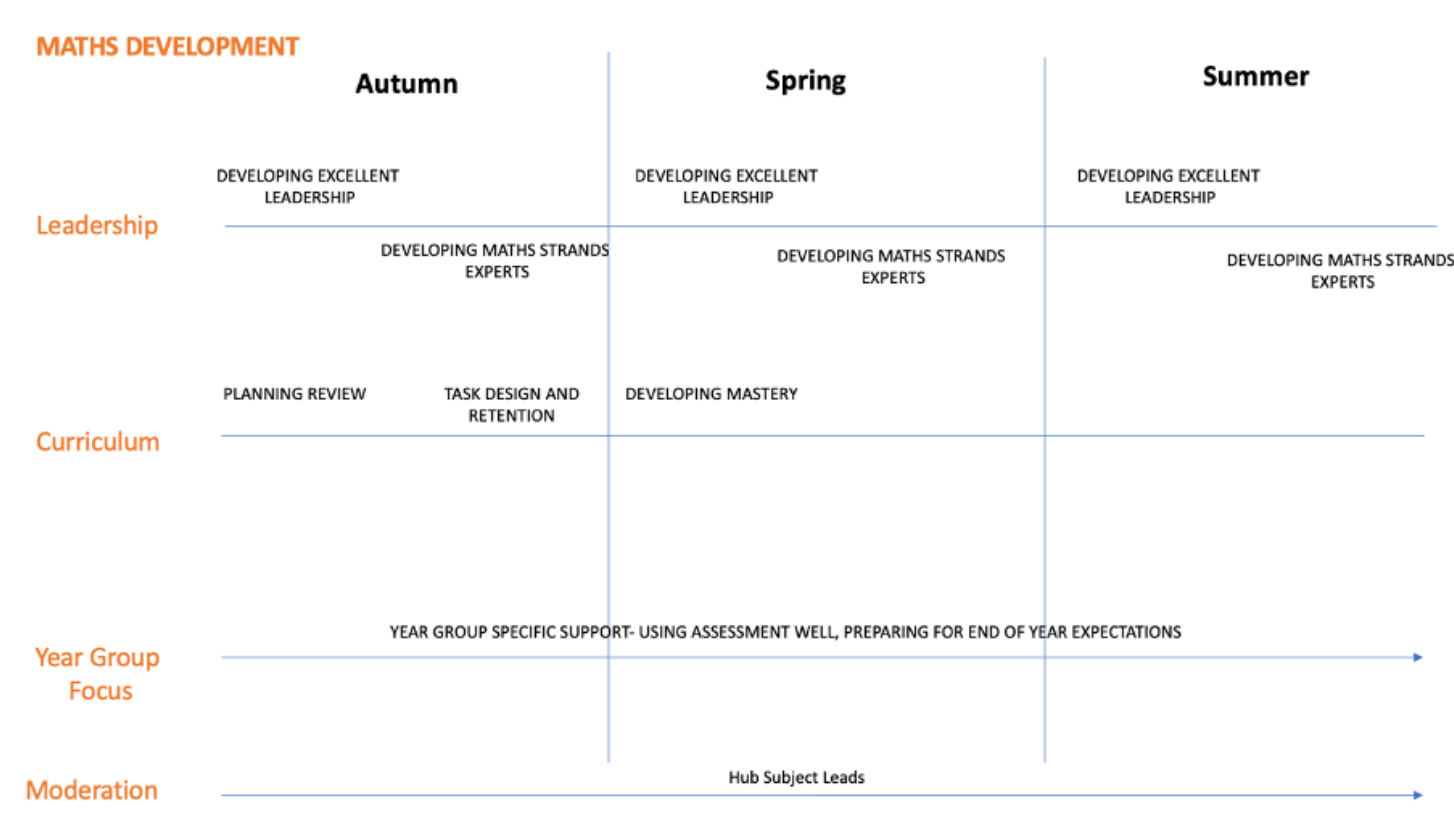 MATHS DEVELOPMENT
Autumn
Spring
Summer
DEVELOPING EXCELLENT
LEADERSHIP
DEVELOPING EXCELLENT
LEADERSHIP
DEVELOPING EXCELLENT
LEADERSHIP
Leadership
DEVELOPING MATHS STRANDS
EXPERTS
DEVELOPING MATHS STRANDS
EXPERTS
DEVELOPING MATHS STRANDS
EXPERTS
PLANNING REVIEW
TASK DESIGN AND
RETENTION
DEVELOPING MASTERY
Curriculum
YEAR GROUP SPECIFIC SUPPORT- USING ASSESSMENT WELL, PREPARING FOR END OF YEAR EXPECTATIONS
Year Group
Focus
Hub Subject Leads
Moderation